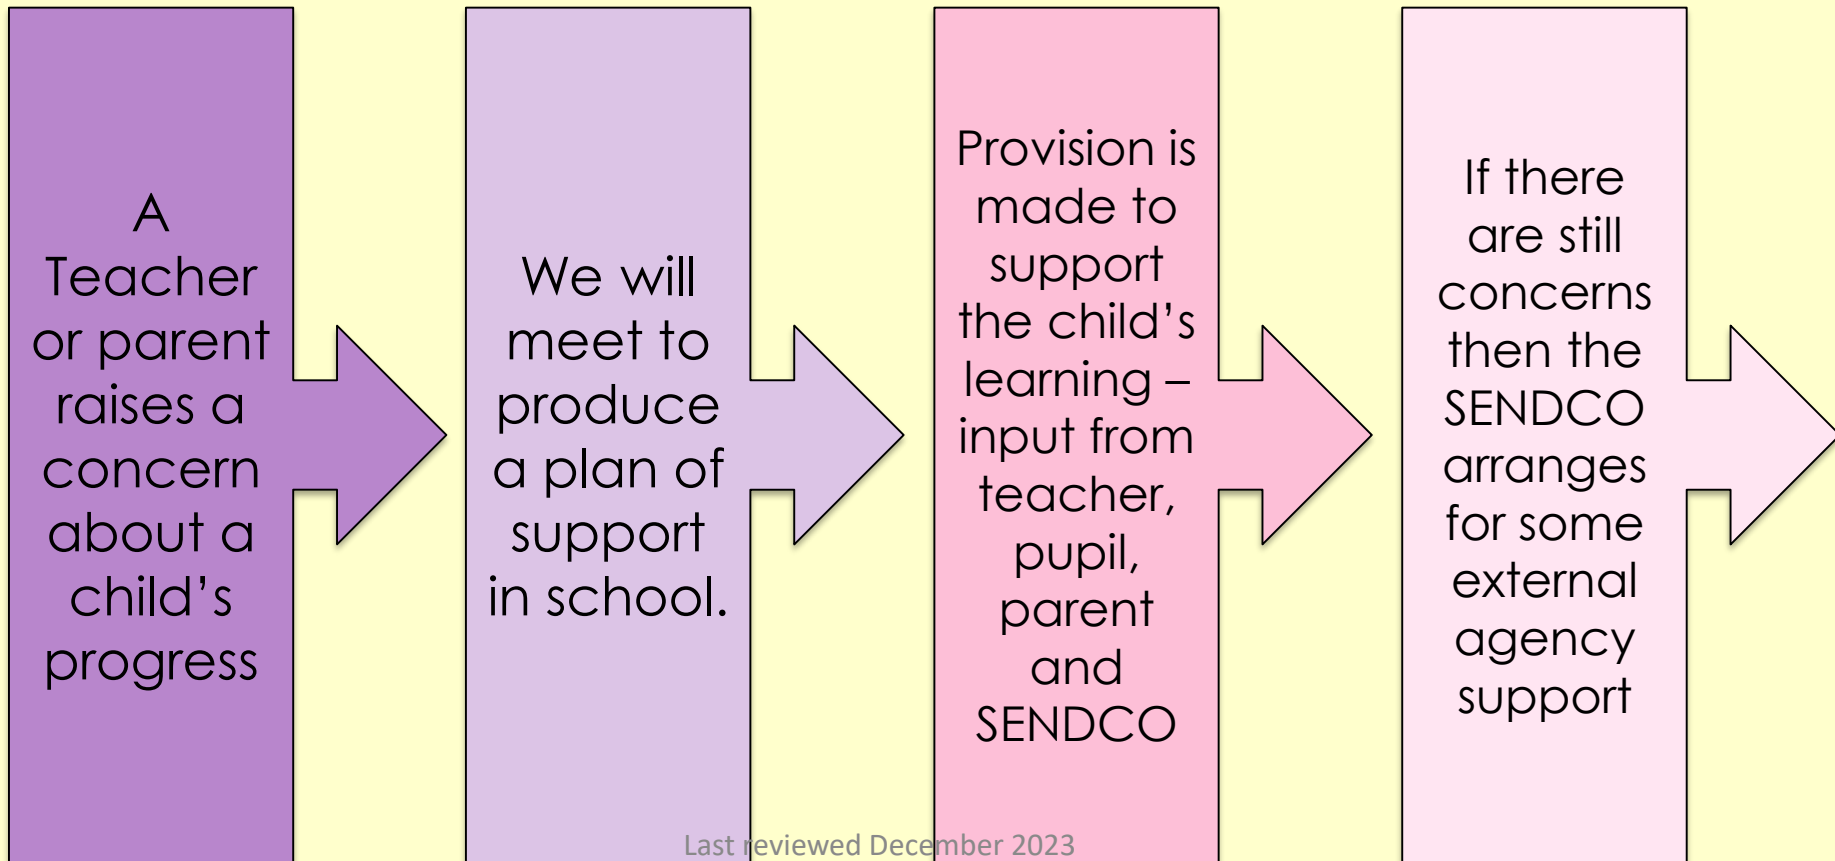 A
Teacher
or parent
raises a
concern
about a
child’s
progress
We will
meet to
produce
a plan of
support
in school.
Provision is
made to
support
the child’s
learning –
input from
teacher,
pupil,
parent
and
SENDCO
If there
are still
concerns
then the
SENDCO
arranges
for some
external
agency
support
Last reviewed December 2023